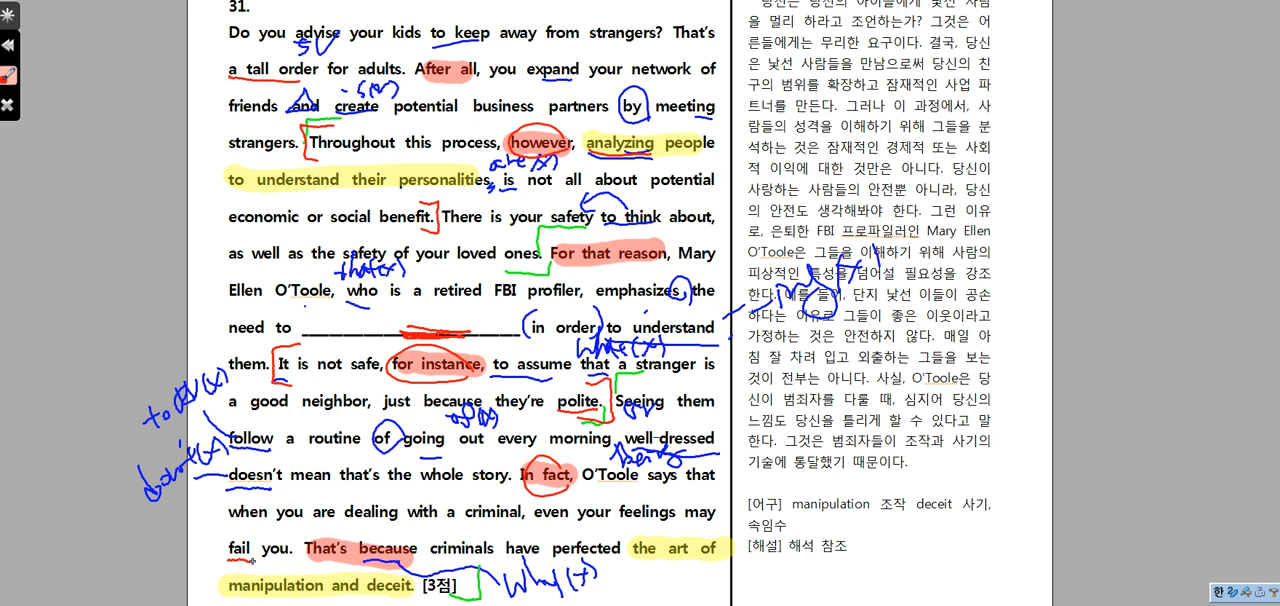 31.
Do you advise your kids to keep away from strangers? That's
a tall order for adults. After all, you expand your network of
friends and create potential business partners by meeting
strangers. Throughout this process, however, analyzing people
to understand their personalities, is not all about potential
economic or social benefit. There is your safety to think about,
as well as the safety of your loved ones. For that reason, Mary
Ellen O'Toole, who is a retired FBI profiler, emphasizes the
need to ____________________ in order to understand
them. It is not safe, for instance, to assume that a stranger is
a good neighbor, just because they're polite. Seeing them
follow a routine of going out every morning well-dressed
doesn't mean that's the whole story. In fact, O'Toole says that
when you are dealing with a criminal, even your feelings may
fail you. That's because criminals have perfected the art of
manipulation and deceit. [3점]
당신은 당신의 아이들에게 낯선 사람
을 멀리 하라고 조언하는가? 그것은 어
른들에게는 무리한 요구이다. 결국, 당신
은 낯선 사람들을 만남으로써 당신의 친
구의 범위를 확장하고 잠재적인 사업 파
트너를 만든다. 그러나 이 과정에서, 사
람들의 성격을 이해하기 위해 그들을 분
석하는 것은 잠재적인 경제적 또는 사회
적 이익에 대한 것만은 아니다. 당신이
사랑하는 사람들의 안전뿐 아니라, 당신
의 안전도 생각해봐야 한다. 그런 이유
로, 은퇴한 FBI 프로파일러인 Mary Ellen
O'Toole은 그들을 이해하기 위해 사람의
피상적인 특성을 넘어설 필요성을 강조
한다. 예를 들어, 단지 낯선 이들이 공손
하다는 이유로 그들이 좋은 이웃이라고
가정하는 것은 안전하지 않다. 매일 아
침 잘 차려 입고 외출하는 그들을 보는
것이 전부는 아니다. 사실, O'Toole은 당
신이 범죄자를 다룰 때, 심지어 당신의
느낌도 당신을 틀리게 할 수 있다고 말
한다. 그것은 범죄자들이 조작과 사기의
기술에 통달했기 때문이다.
[어구] manipulation 조작 deceit 사기,
속임수
[해설] 해석 참조
S V
are(x)
that(x)
what(x)
being
why(x)
ing(x)
한